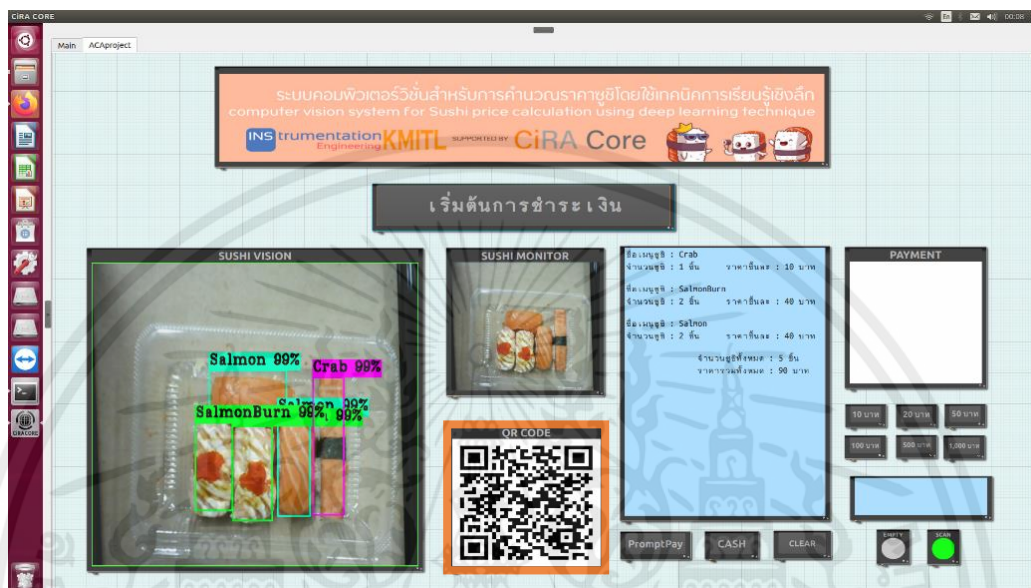 CiRA CORE
En
00:08
Main
ACAproject
ระบบคอมพิวเตอร์วิชั่นสำหรับการคำนวณราคาซูชิโดยใช้เทคนิคการเรียนรู้เชิงลึก
computer vision system for Sushi price calculation using deep learning technique
INStrumentation Engineering KMITL SUPPORTED BY CiRA Core
เริ่มต้นการชำระเงิน
SUSHI VISION
Salmon 99%
Crab 99%
SalmonBurn 99%
99%
SUSHI MONITOR
QR CODE
ชื่อเมนูซูชิ : Crab
จำนวนซูชิ : 1 ชิ้น ราคาชิ้นละ : 10 บาท
ชื่อเมนูซูชิ : SalmonBurn
จำนวนซูชิ : 2 ชิ้น ราคาชิ้นละ : 40 บาท
ชื่อเมนูซูชิ : Salmon
จำนวนซูชิ : 2 ชิ้น ราคาชิ้นละ : 40 บาท
จำนวนซูชิทั้งหมด : 5 ชิ้น
ราคารวมทั้งหมด : 90 บาท
PromptPay
CASH
CLEAR
PAYMENT
10 บาท
20 บาท
50 บาท
100 บาท
500 บาท
1,000 บาท
EMPTY
SCAN
CIRA CORE